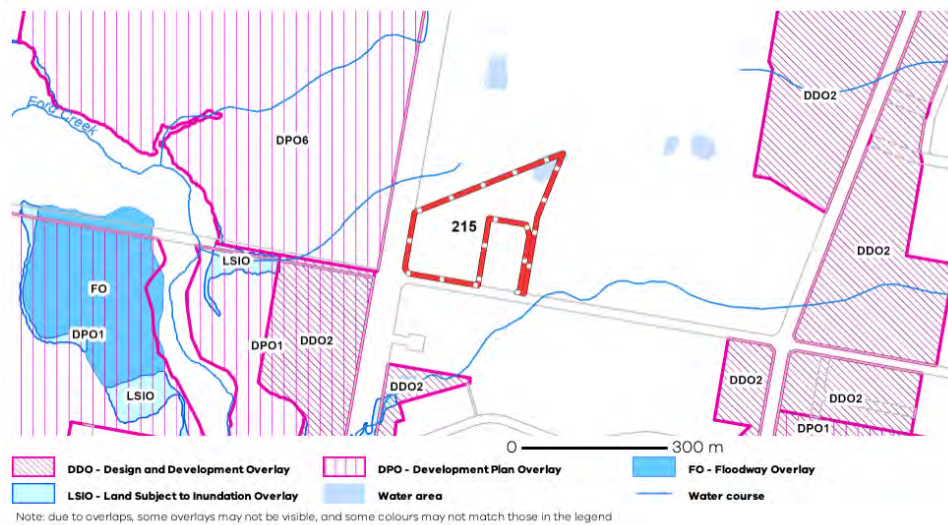 DDO2
Ford Creek
DPO6
215
DDO2
LSIO
FO
DPO1
DPO1
DDO2
LSIO
DDO2
DDO2
DDO2
DPO1
0 300 m
DDO - Design and Development Overlay
DPO - Development Plan Overlay
FO - Floodway Overlay
LSIO - Land Subject to Inundation Overlay
Water area
Water course
Note: due to overlaps, some overlays may not be visible, and some colours may not match those in the legend